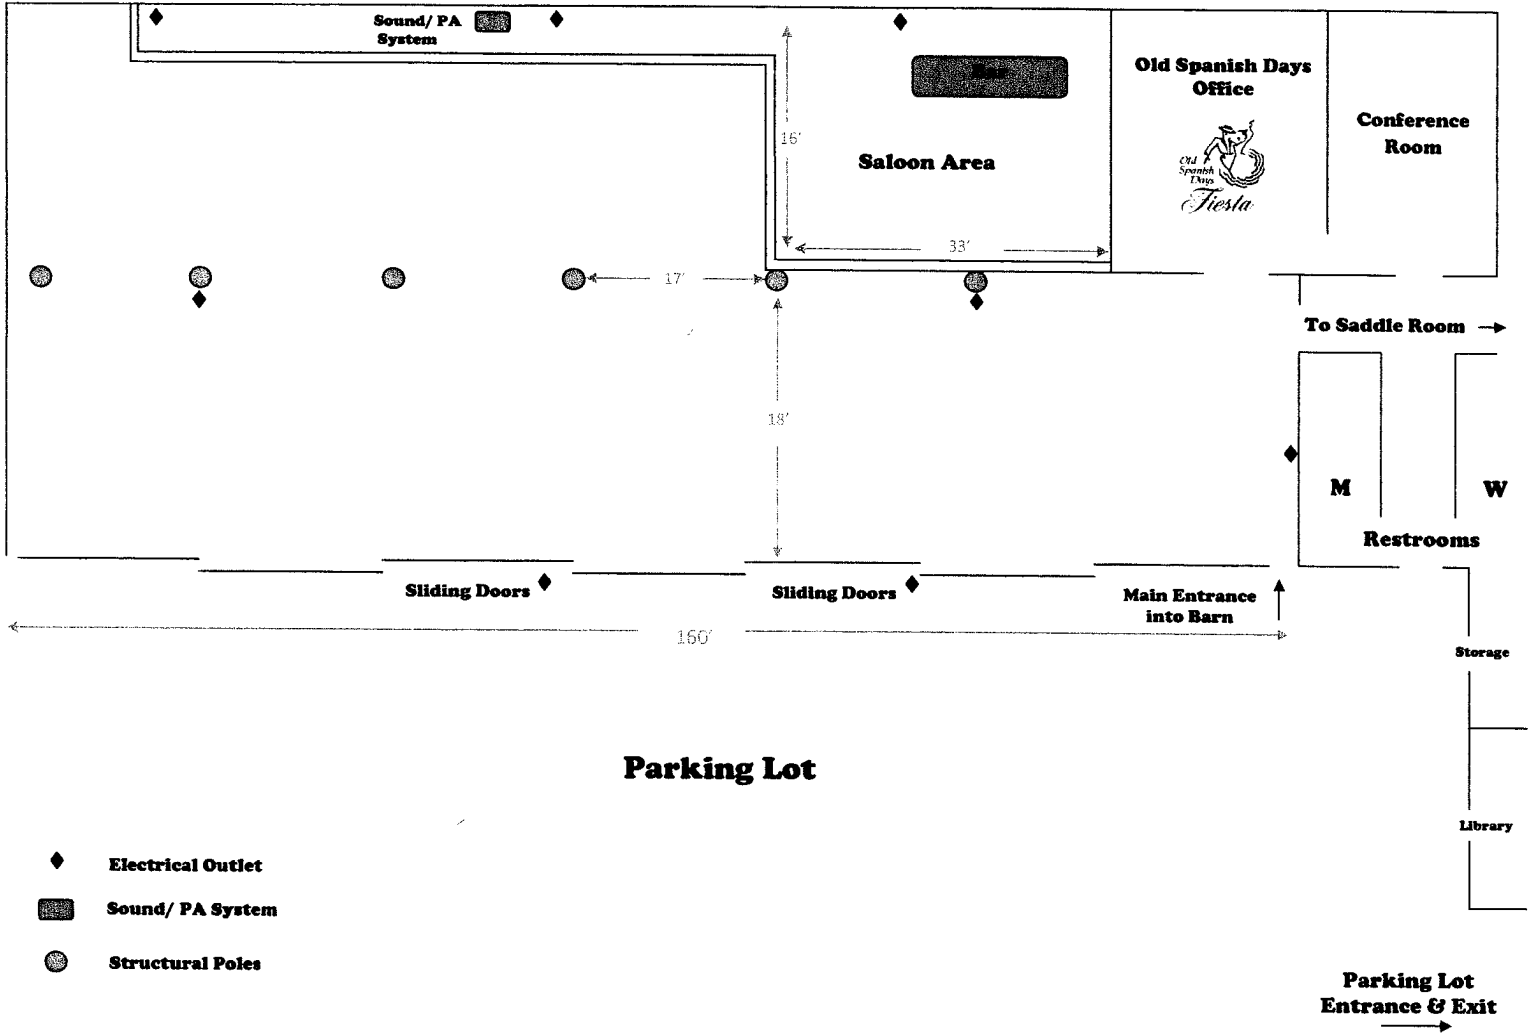 Sound/ PA
System
Bar
Old Spanish Days
Office
Conference
Room
16'
Saloon Area
Old
Spanish
Days
Fiesta
33'
17'
To Saddle Room
18'
M
W
Restrooms
Sliding Doors
Sliding Doors
Main Entrance
into Barn
160'
Storage
Parking Lot
Library
Electrical Outlet
Sound/ PA System
Structural Poles
Parking Lot
Entrance & Exit